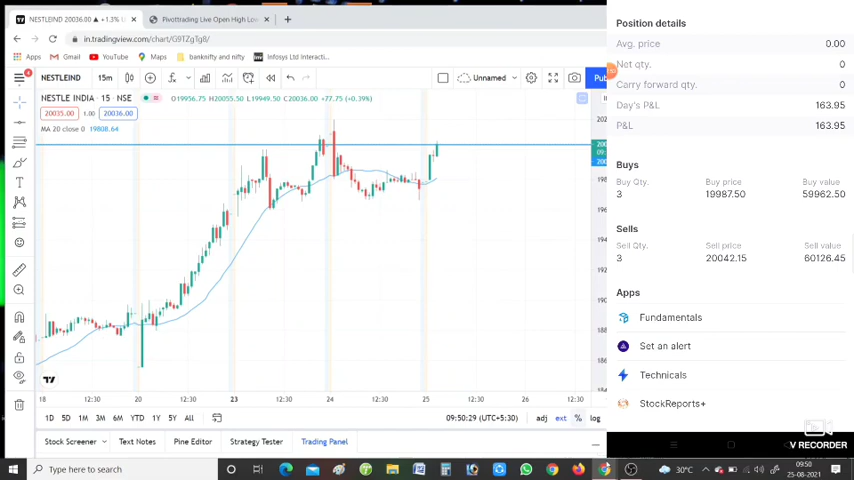 NESTLEIND 20036.00 ▲ +1.3% (
Pivottrading Live Open High Low
in.tradingview.com/chart/G9TZgTg8/
Apps
Gmail
YouTube
Maps
banknifty and nifty
Infosys Ltd Interacti...
NESTLEIND
15m
Unnamed
NESTLE INDIA · 15 · NSE
O19956.75 H20055.50 L19949.50 C20036.00 +77.75 (+0.39%)
20035.00
1.00
20036.00
MA 20 close 0 19808.64
18
12:30
20
12:30
23
12:30
24
12:30
25
12:30
26
12:30
1D
5D
1M
3M
6M
YTD
1Y
5Y
All
09:50:29 (UTC+5:30)
adj
ext
%
log
Stock Screener
Text Notes
Pine Editor
Strategy Tester
Trading Panel
Type here to search
30°C
09:50
25-08-2021
Position details
Avg. price 0.00
Net qty. 0
Carry forward qty. 0
Day's P&L 163.95
P&L 163.95
Buys
Buy Qty. Buy price Buy value
3 19987.50 59962.50
Sells
Sell Qty. Sell price Sell value
3 20042.15 60126.45
Apps
Fundamentals
Set an alert
Technicals
StockReports+
V RECORDER